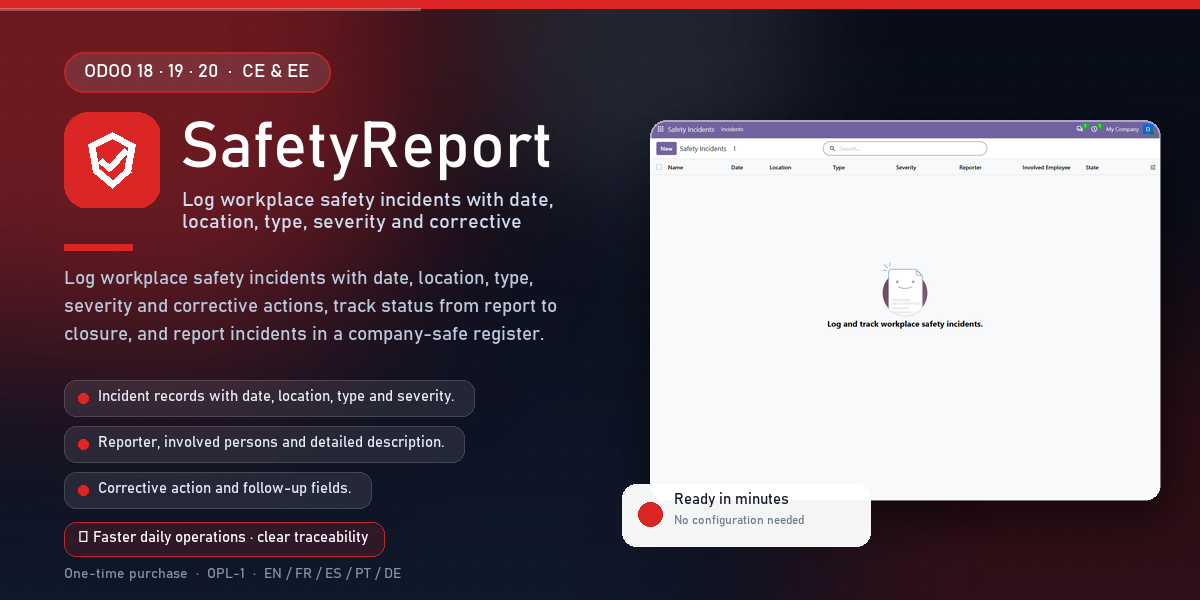 ODOO 18 · 19 · 20 · CE & EE
SafetyReport
Log workplace safety incidents with date,
location, type, severity and corrective
Log workplace safety incidents with date, location, type,
severity and corrective actions, track status from report to
closure, and report incidents in a company-safe register.
Incident records with date, location, type and severity.
Reporter, involved persons and detailed description.
Corrective action and follow-up fields.
Faster daily operations · clear traceability
One-time purchase · OPL-1 · EN / FR / ES / PT / DE
Safety Incidents Incidents My Company D
New Safety Incidents Search...
Name Date Location Type Severity Reporter Involved Employee State
Log and track workplace safety incidents.
Ready in minutes
No configuration needed